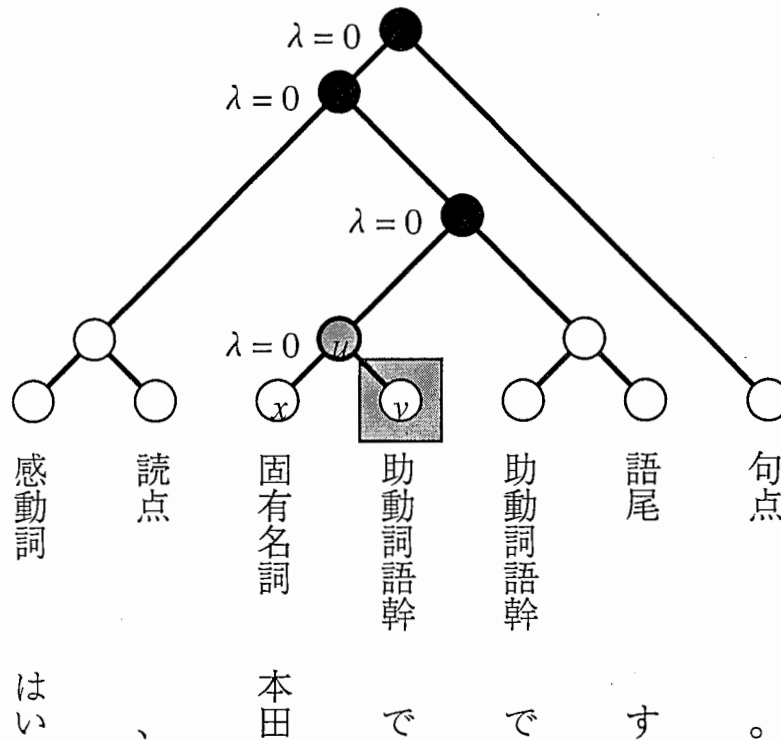 λ = 0
λ = 0
λ = 0
λ = 0
u
x
v
感動詞
読点
固有名詞
助動詞語幹
助動詞語幹
語尾
句点
はい
、
本田
で
で
す
。